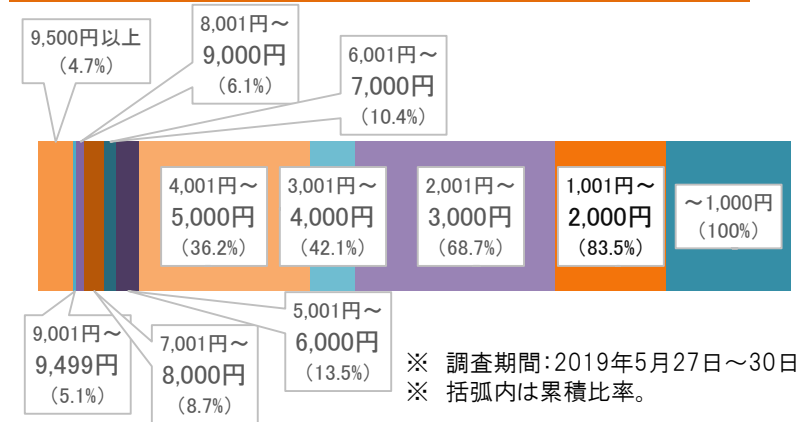 9,500円以上
(4.7%)
8,001円～
9,000円
(6.1%)
6,001円～
7,000円
(10.4%)
4,001円～
5,000円
(36.2%)
3,001円～
4,000円
(42.1%)
2,001円～
3,000円
(68.7%)
1,001円～
2,000円
(83.5%)
～1,000円
(100%)
9,001円～
9,499円
(5.1%)
7,001円～
8,000円
(8.7%)
5,001円～
6,000円
(13.5%)
※ 調査期間：2019年5月27日～30日
※ 括弧内は累積比率。